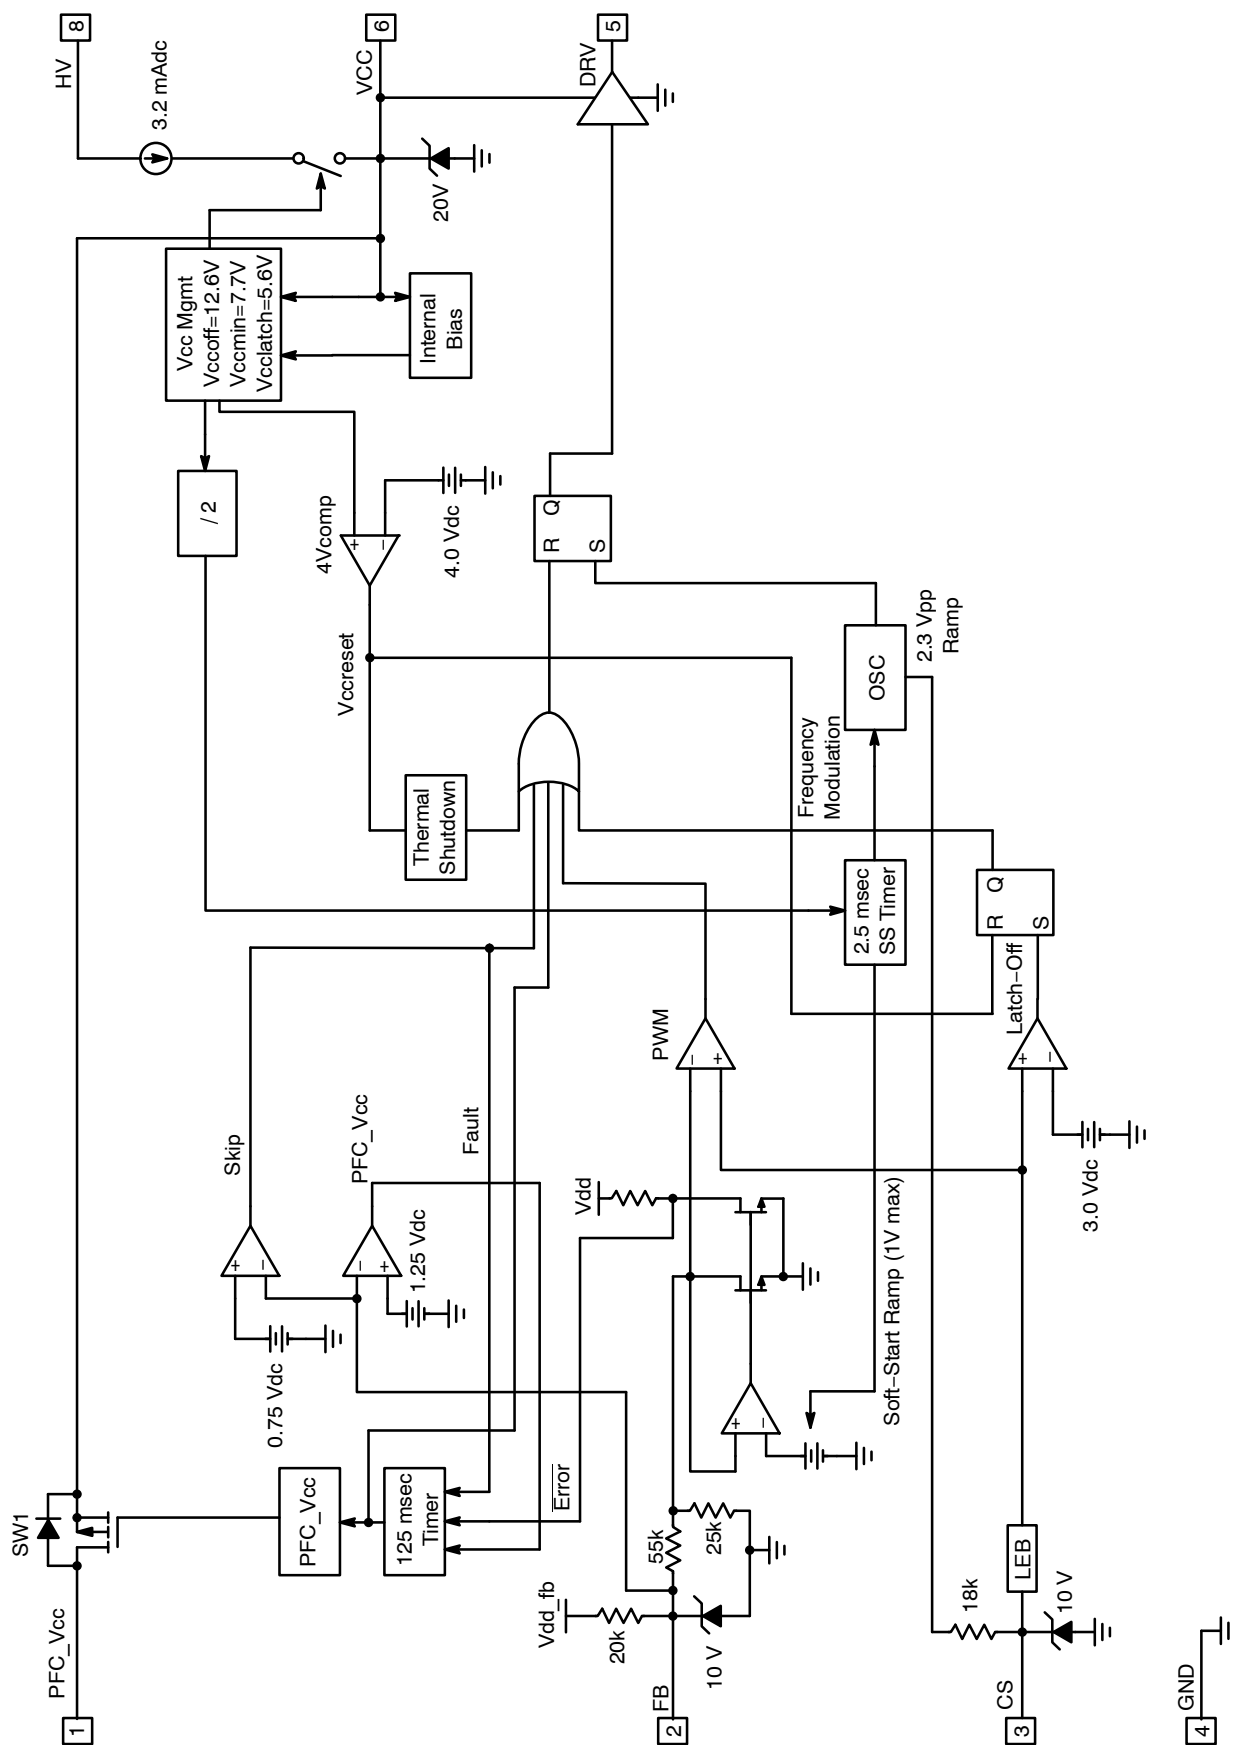 PFC_Vcc
1
SW1
PFC_Vcc
125 msec
Timer
0.75 Vdc
Skip
+
−
PFC_Vcc
−
+
1.25 Vdc
Fault
Error
/ 2
Vcc Mgmt
Vccoff=12.6V
Vccmin=7.7V
Vcclatch=5.6V
HV
8
3.2 mAdc
VCC
6
20V
Internal
Bias
4Vcomp
+
−
4.0 Vdc
Vccreset
Thermal
Shutdown
R
Q
S
DRV
5
FB
2
Vdd_fb
20k
10 V
55k
25k
Vdd
+
−
PWM
−
+
Soft−Start Ramp (1V max)
2.5 msec
SS Timer
Frequency
Modulation
OSC
2.3 Vpp
Ramp
CS
3
18k
10 V
LEB
3.0 Vdc
+
−
Latch−Off
R
Q
S
GND
4